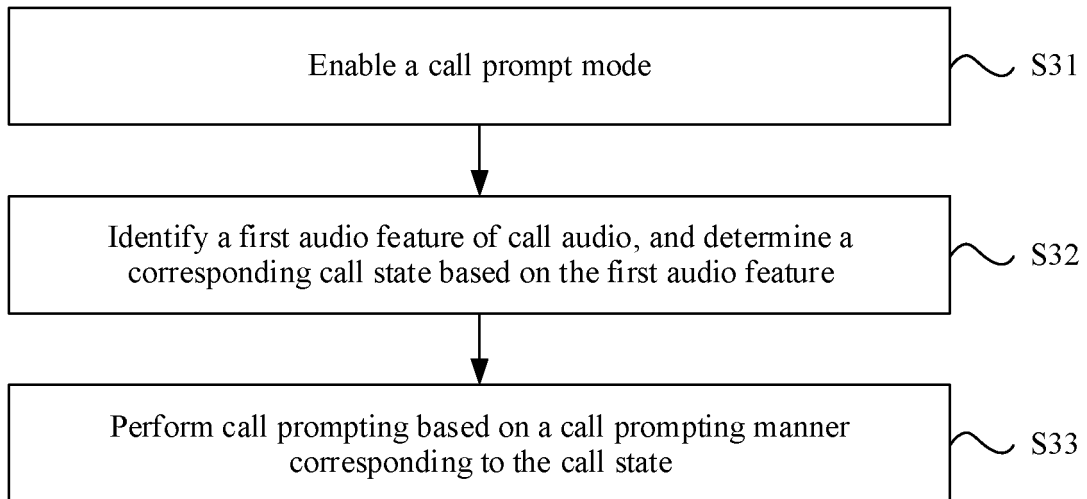 Enable a call prompt mode
S31
Identify a first audio feature of call audio, and determine a
corresponding call state based on the first audio feature
S32
Perform call prompting based on a call prompting manner
corresponding to the call state
S33